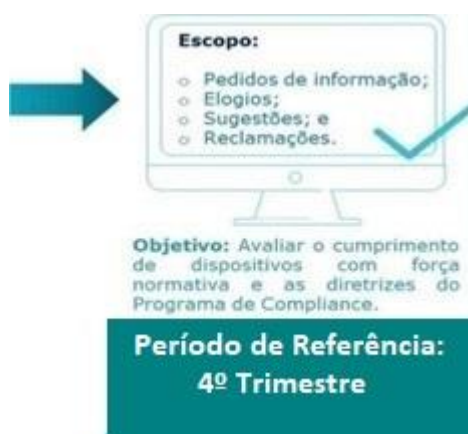 Escopo:
o Pedidos de informação;
o Elogios;
o Sugestões; e
o Reclamações.
Objetivo: Avaliar o cumprimento
de dispositivos com força
normativa e as diretrizes do
Programa de Compliance.
Período de Referência:
4º Trimestre